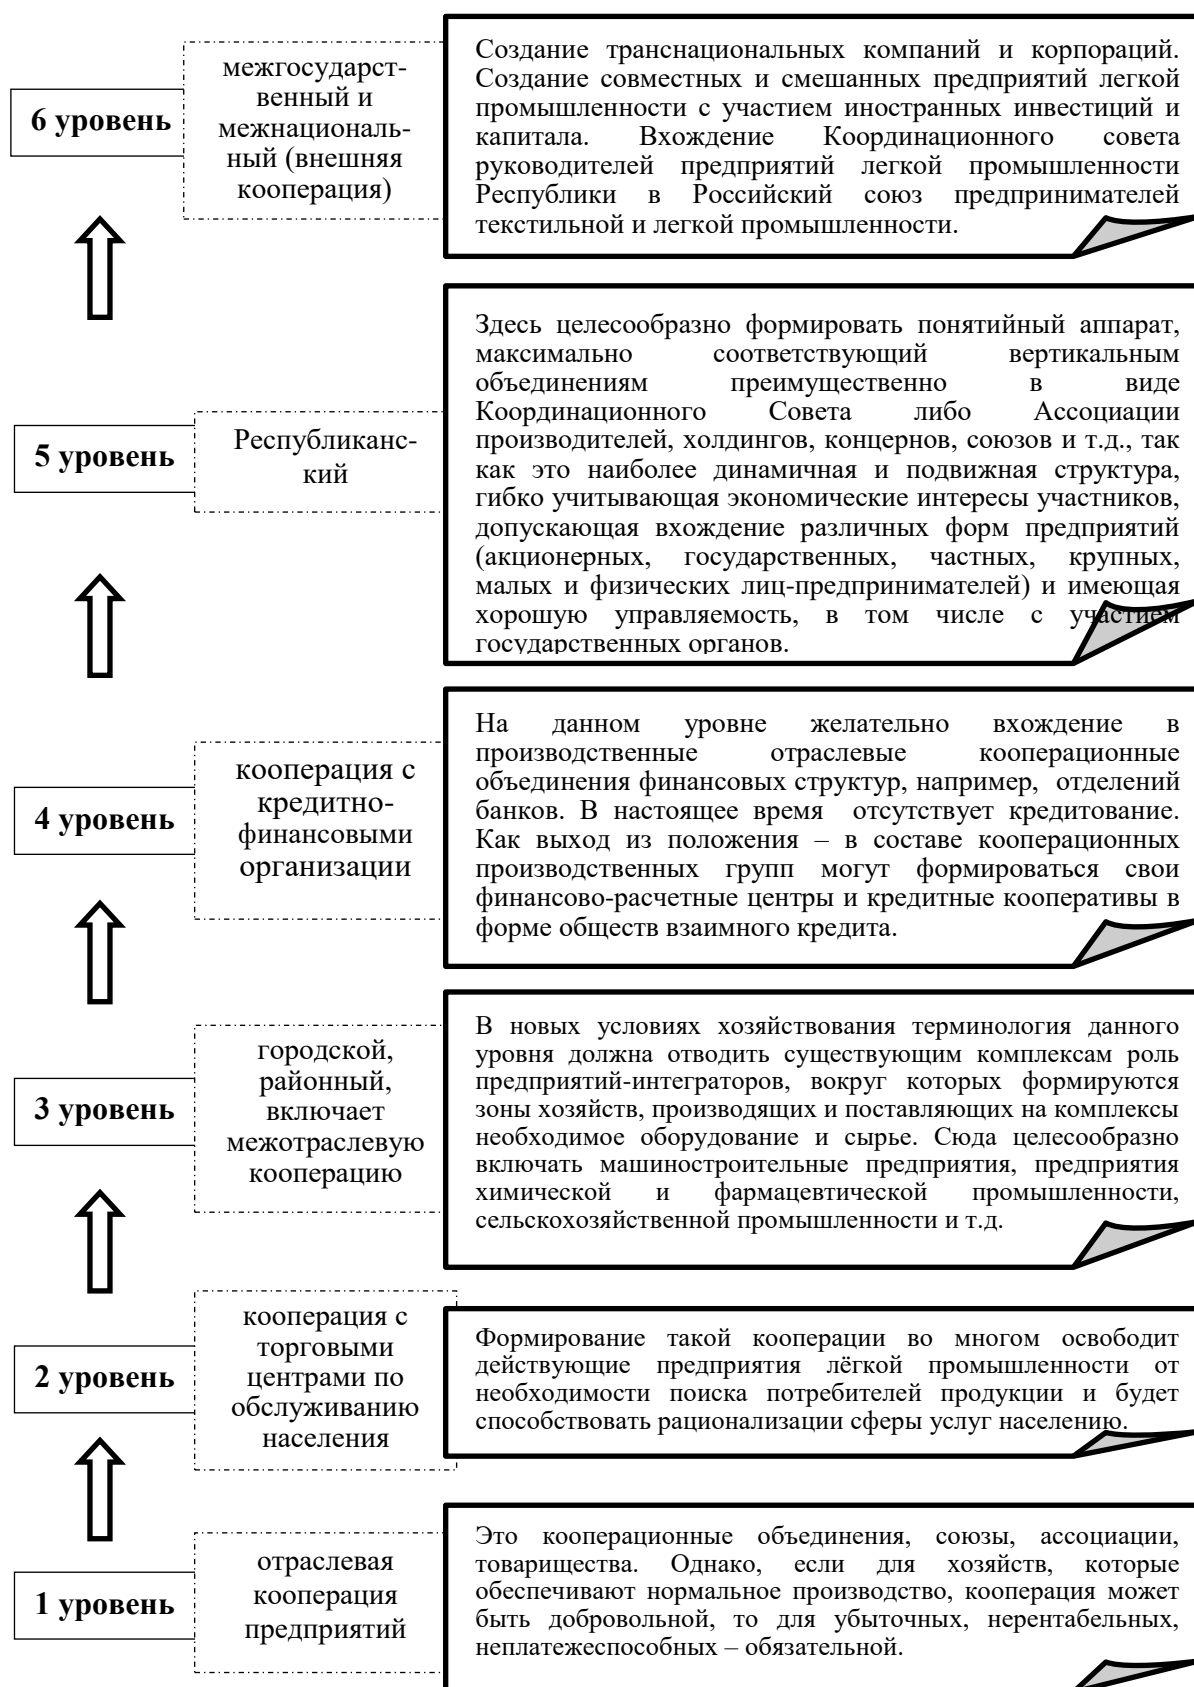 6 уровень
межгосударст-
венный и
межнациональ-
ный (внешняя
кооперация)
Создание транснациональных компаний и корпораций.
Создание совместных и смешанных предприятий легкой
промышленности с участием иностранных инвестиций и
капитала. Вхождение Координационного совета
руководителей предприятий легкой промышленности
Республики в Российский союз предпринимателей
текстильной и легкой промышленности.
5 уровень
Республиканс-
кий
Здесь целесообразно формировать понятийный аппарат,
максимально соответствующий вертикальным
объединениям преимущественно в виде
Координационного Совета либо Ассоциации
производителей, холдингов, концернов, союзов и т.д., так
как это наиболее динамичная и подвижная структура,
гибко учитывающая экономические интересы участников,
допускающая вхождение различных форм предприятий
(акционерных, государственных, частных, крупных,
малых и физических лиц-предпринимателей) и имеющая
хорошую управляемость, в том числе с участием
государственных органов.
4 уровень
кооперация с
кредитно-
финансовыми
организации
На данном уровне желательно вхождение в
производственные отраслевые кооперационные
объединения финансовых структур, например, отделений
банков. В настоящее время отсутствует кредитование.
Как выход из положения – в составе кооперационных
производственных групп могут формироваться свои
финансово-расчетные центры и кредитные кооперативы в
форме обществ взаимного кредита.
3 уровень
городской,
районный,
включает
межотраслевую
кооперацию
В новых условиях хозяйствования терминология данного
уровня должна отводить существующим комплексам роль
предприятий-интеграторов, вокруг которых формируются
зоны хозяйств, производящих и поставляющих на комплексы
необходимое оборудование и сырье. Сюда целесообразно
включать машиностроительные предприятия, предприятия
химической и фармацевтической промышленности,
сельскохозяйственной промышленности и т.д.
2 уровень
кооперация с
торговыми
центрами по
обслуживанию
населения
Формирование такой кооперации во многом освободит
действующие предприятия лёгкой промышленности от
необходимости поиска потребителей продукции и будет
способствовать рационализации сферы услуг населению.
1 уровень
отраслевая
кооперация
предприятий
Это кооперационные объединения, союзы, ассоциации,
товарищества. Однако, если для хозяйств, которые
обеспечивают нормальное производство, кооперация может
быть добровольной, то для убыточных, нерентабельных,
неплатежеспособных – обязательной.